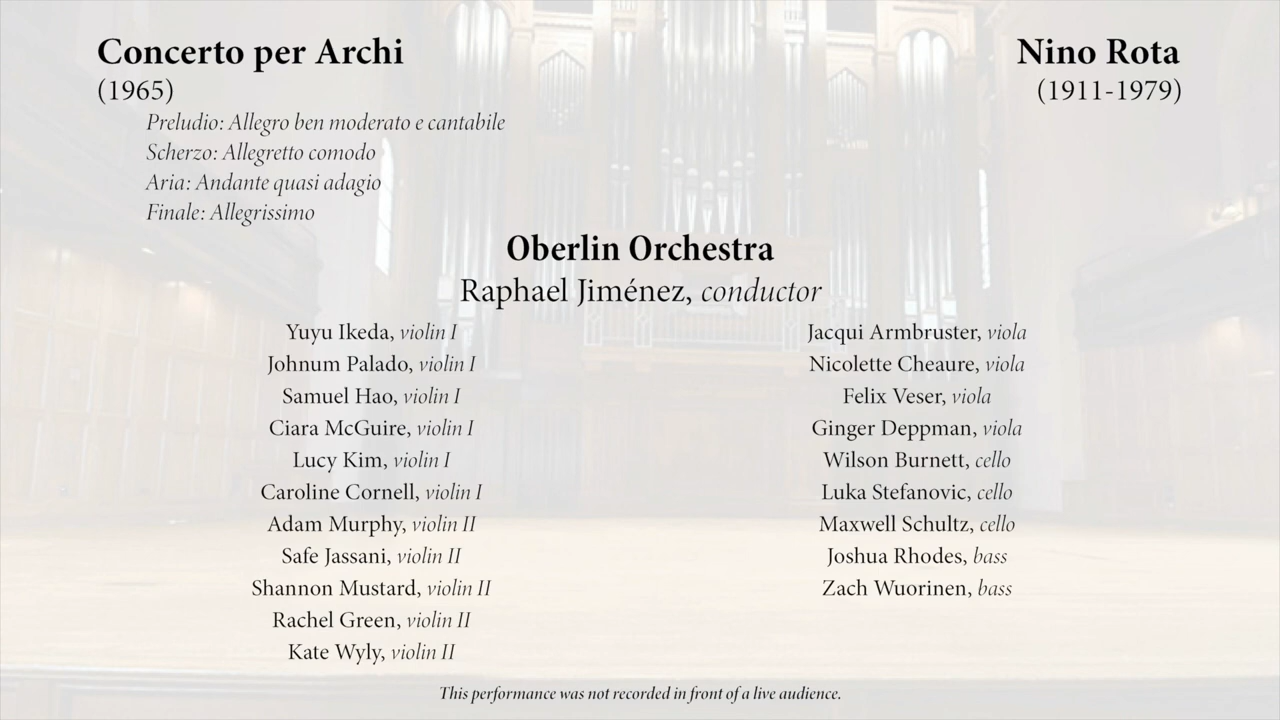 Concerto per Archi
(1965)
Preludio: Allegro ben moderato e cantabile
Scherzo: Allegretto comodo
Aria: Andante quasi adagio
Finale: Allegrissimo
Nino Rota
(1911-1979)
Oberlin Orchestra
Raphael Jiménez, conductor
Yuyu Ikeda, violin I
Johnum Palado, violin I
Samuel Hao, violin I
Ciara McGuire, violin I
Lucy Kim, violin I
Caroline Cornell, violin I
Adam Murphy, violin II
Safe Jassani, violin II
Shannon Mustard, violin II
Rachel Green, violin II
Kate Wyly, violin II
Jacqui Armbruster, viola
Nicolette Cheaure, viola
Felix Veser, viola
Ginger Deppman, viola
Wilson Burnett, cello
Luka Stefanovic, cello
Maxwell Schultz, cello
Joshua Rhodes, bass
Zach Wuorinen, bass
This performance was not recorded in front of a live audience.